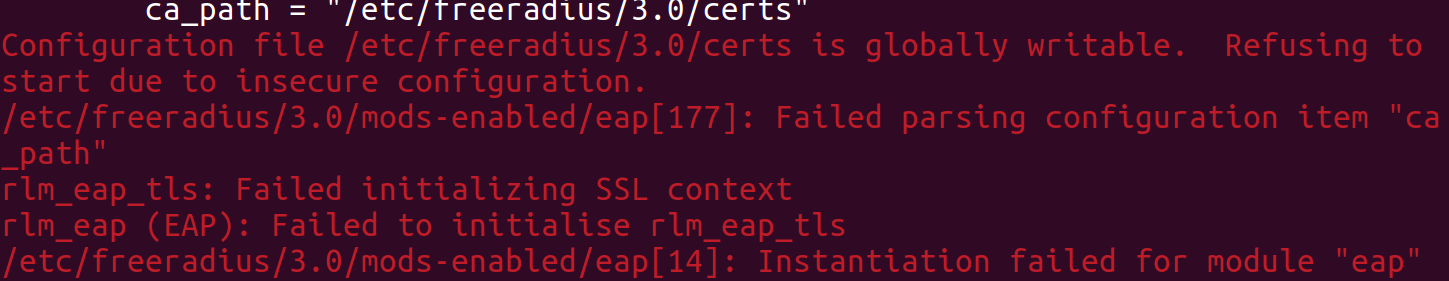 ca_path = "/etc/freeradius/3.0/certs"
Configuration file /etc/freeradius/3.0/certs is globally writable.  Refusing to
start due to insecure configuration.
/etc/freeradius/3.0/mods-enabled/eap[177]: Failed parsing configuration item "ca
_path"
rlm_eap_tls: Failed initializing SSL context
rlm_eap (EAP): Failed to initialise rlm_eap_tls
/etc/freeradius/3.0/mods-enabled/eap[14]: Instantiation failed for module "eap"